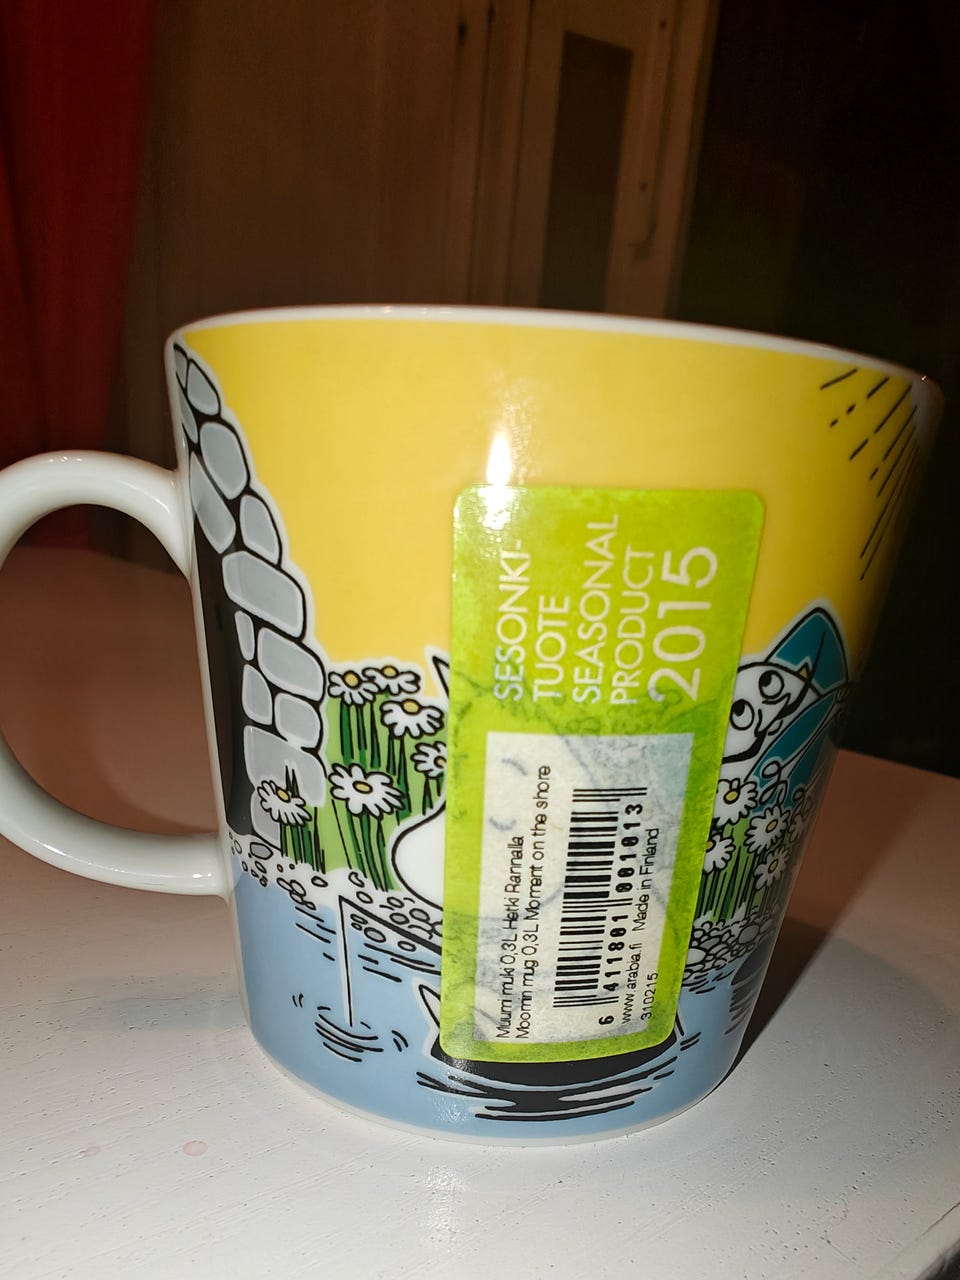 SESONKI-
TUOTE
SEASONAL
PRODUCT
2015
Muumi muki 0,3L Hetki Rannalla
Moomin mug 0,3L Moment on the shore
6 411801 001013
www.arabia.fi Made in Finland
310215